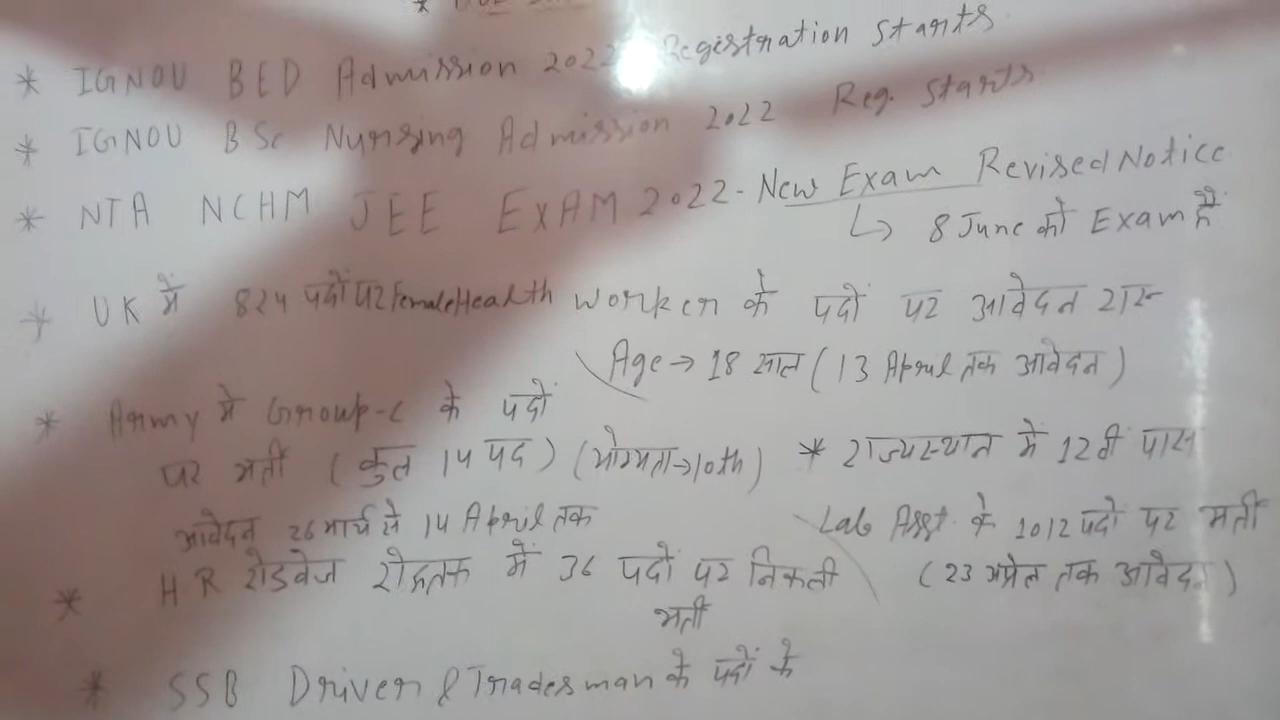 * IGNOU BED Admission 2022 Registration Starts
* IGNOU BSc Nursing Admission 2022 Reg. Starts
* NTA NCHM JEE EXAM 2022 - New Exam Revised Notice
↳ 8 June को Exam है
* UK में 824 पदों पर Female Health Worker के पदों पर आवेदन
Age → 18 साल (13 April तक आवेदन)
* Army में Group-C के पदों
पर भर्ती (कुल 14 पद) (योग्यता → 10th)
आवेदन 26 मार्च से 14 April तक
* राज्यस्थान में 12वी पास
Lab Asst. के 1012 पदों पर भर्ती
(23 अप्रेल तक आवेदन)
* HR रोडवेज रोहतक में 36 पदों पर निकली
भर्ती
* SSB Driver & Tradesman के पदों के